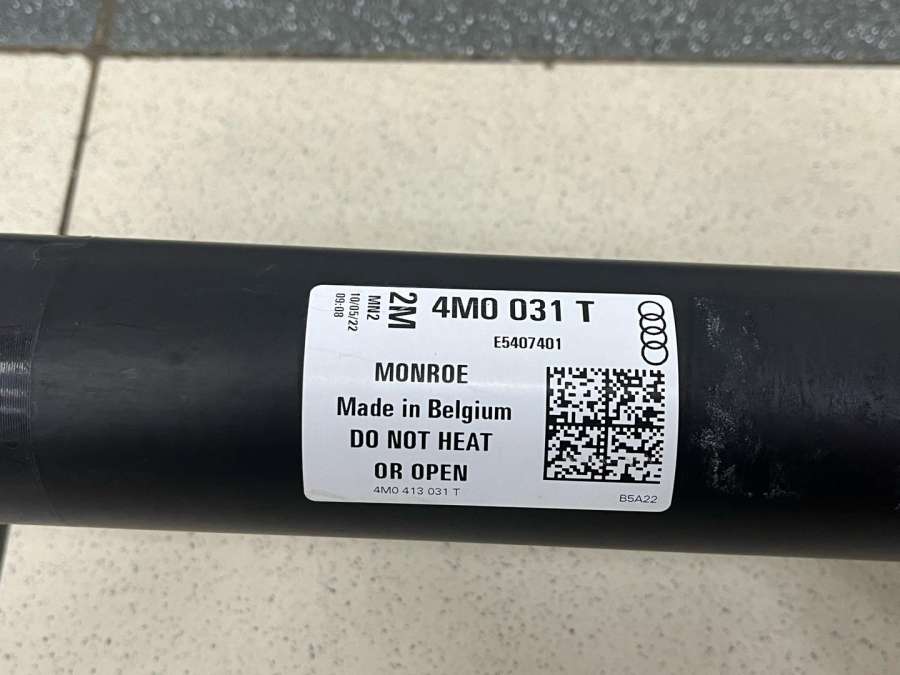 4M0 031 T
E5407401
2M
MN2
10/05/22
09:08
MONROE
Made in Belgium
DO NOT HEAT
OR OPEN
4M0 413 031 T
B5A22